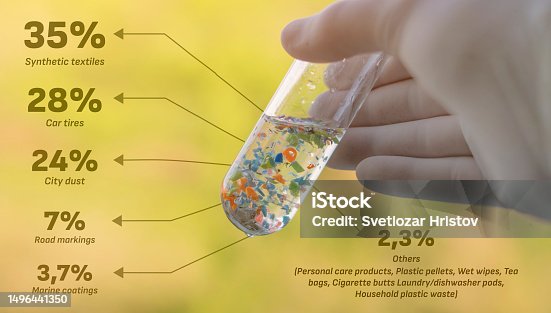 35%
Synthetic textiles
28%
Car tires
24%
City dust
7%
Road markings
3,7%
Marine coatings
iStock
Credit: Svetlozar Hristov
2,3%
Others
(Personal care products, Plastic pellets, Wet wipes, Tea
bags, Cigarette butts Laundry/dishwasher pods,
Household plastic waste)
1496441350